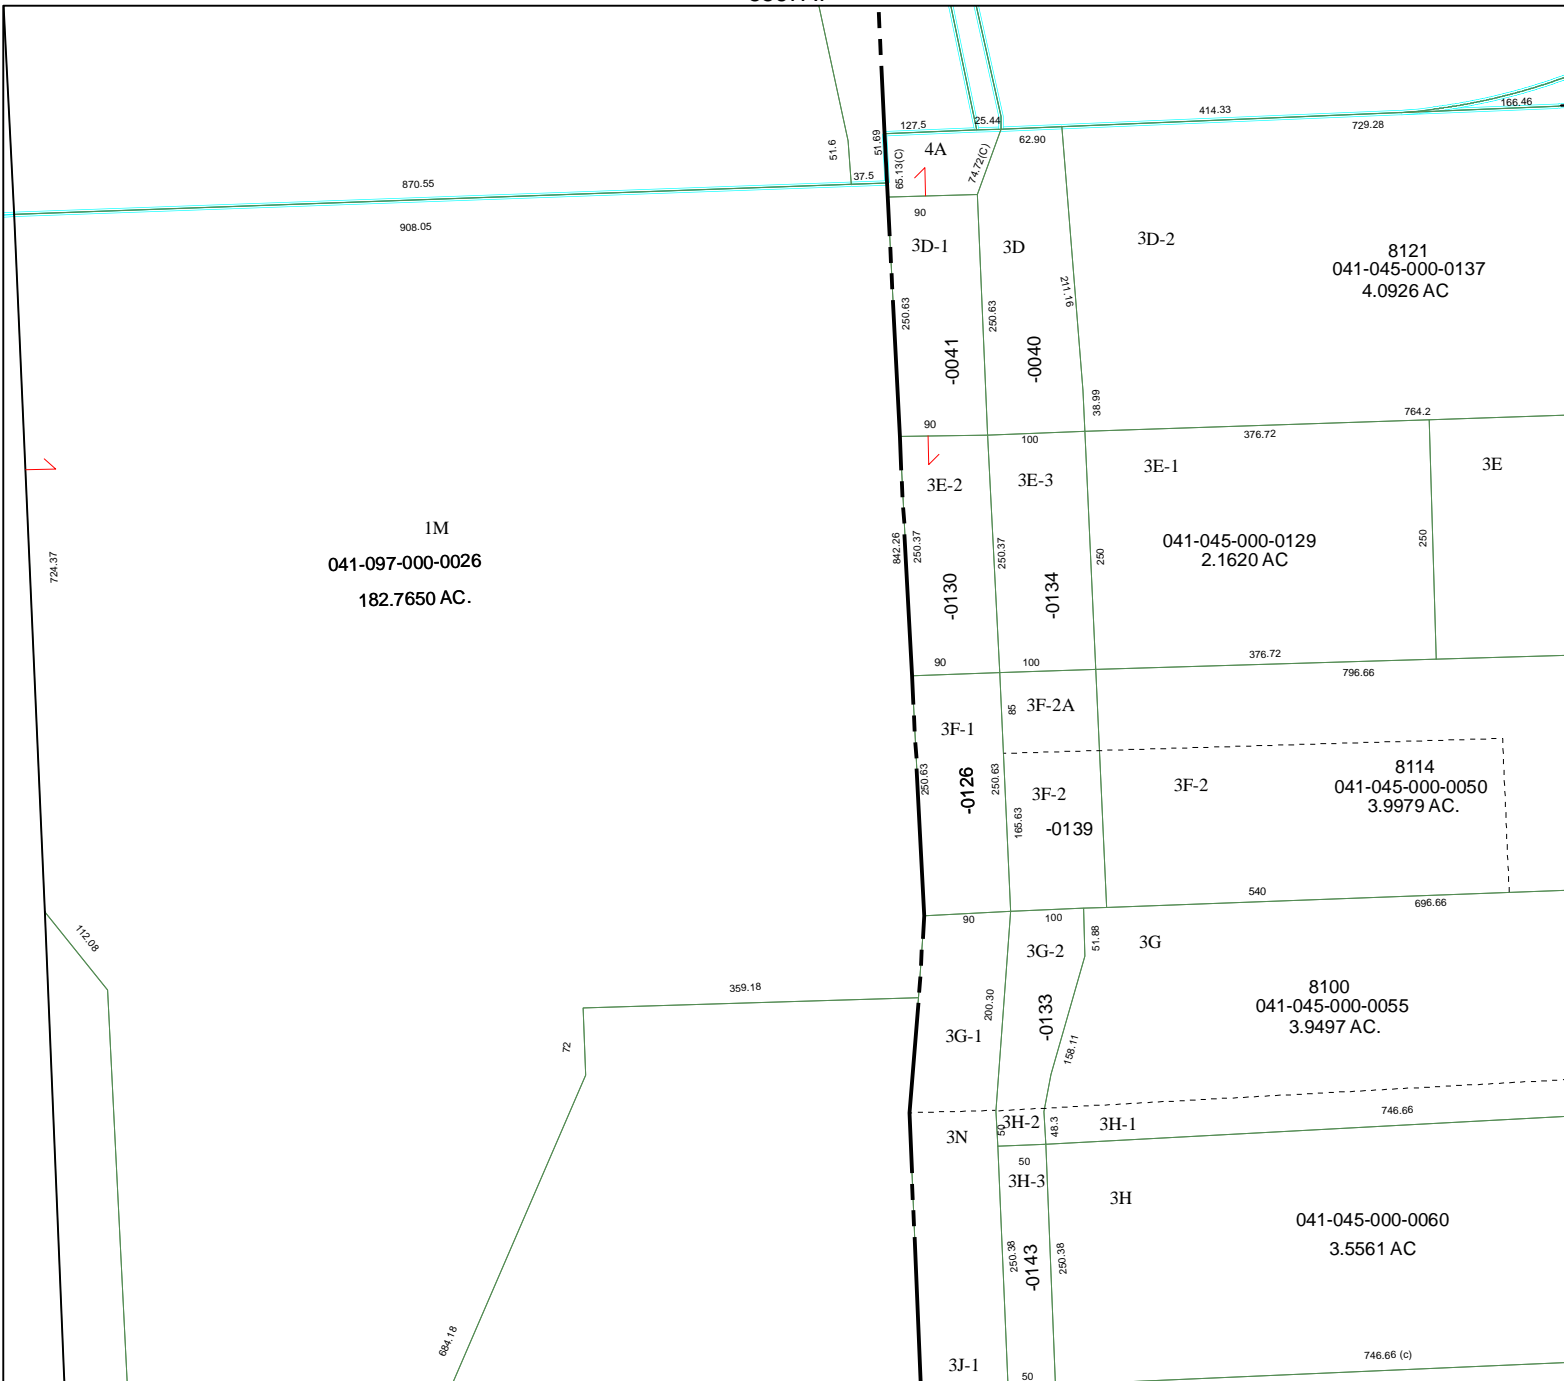 127.5
25.44
414.33
166.46
729.28
62.90
51.6
51.69
4A
65.13(C)
74.72(C)
37.5
870.55
908.05
90
3D-1
3D
3D-2
8121
041-045-000-0137
4.0926 AC
211.16
250.63
250.63
-0041
-0040
38.99
90
100
764.2
376.72
3E-2
3E-3
3E-1
3E
1M
041-097-000-0026
182.7650 AC.
724.37
842.26
250.37
250.37
250
041-045-000-0129
2.1620 AC
250
-0130
-0134
90
100
376.72
796.66
85
3F-2A
3F-1
250.63
-0126
250.63
3F-2
3F-2
8114
041-045-000-0050
3.9979 AC.
165.63
-0139
540
696.66
90
100
112.08
51.88
3G-2
3G
359.18
8100
041-045-000-0055
3.9497 AC.
200.30
-0133
3G-1
72
158.11
746.66
50
3H-2
48.3
3H-1
3N
50
3H-3
3H
041-045-000-0060
3.5561 AC
250.38
-0143
250.38
684.18
3J-1
746.66 (c)
50